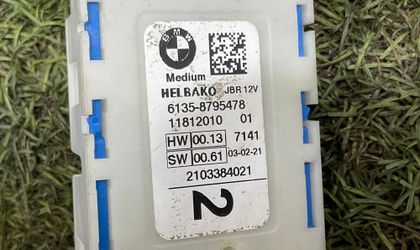 BMW
Medium
HELBAKO JBR 12V
6135-8795478
11812010 01
HW 00.13 7141
SW 00.61 03-02-21
2103384021
2